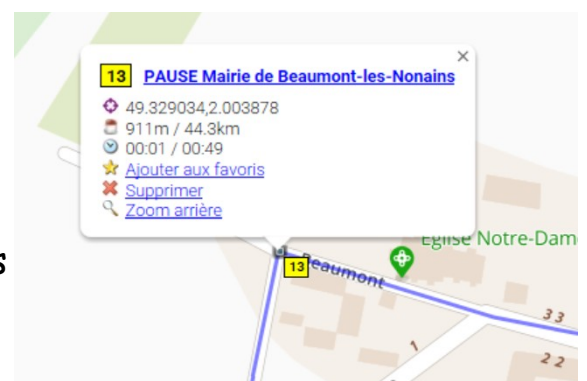 13 PAUSE Mairie de Beaumont-les-Nonains
49.329034,2.003878
911m / 44.3km
00:01 / 00:49
Ajouter aux favoris
Supprimer
Zoom arrière
s
Eglise Notre-Dam
13
Beaumont
33
1
22